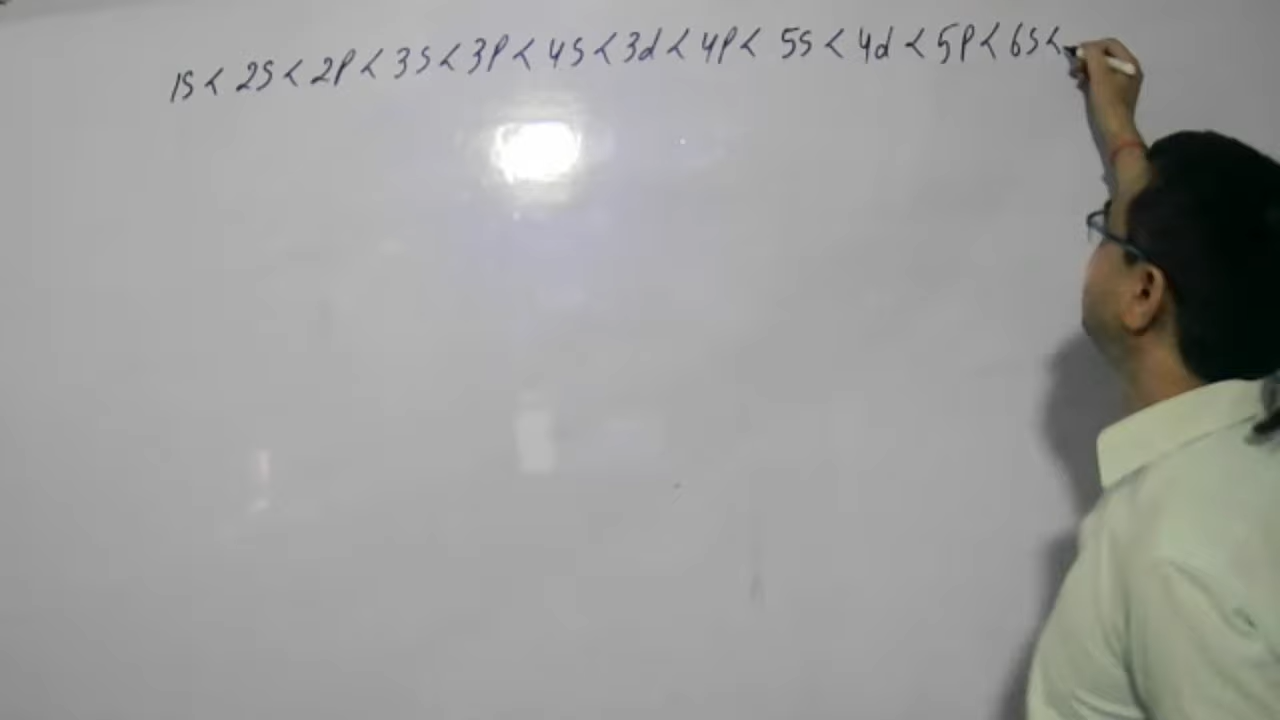 1S < 2S < 2P < 3S < 3P < 4S < 3d < 4P < 5S < 4d < 5P < 6S <